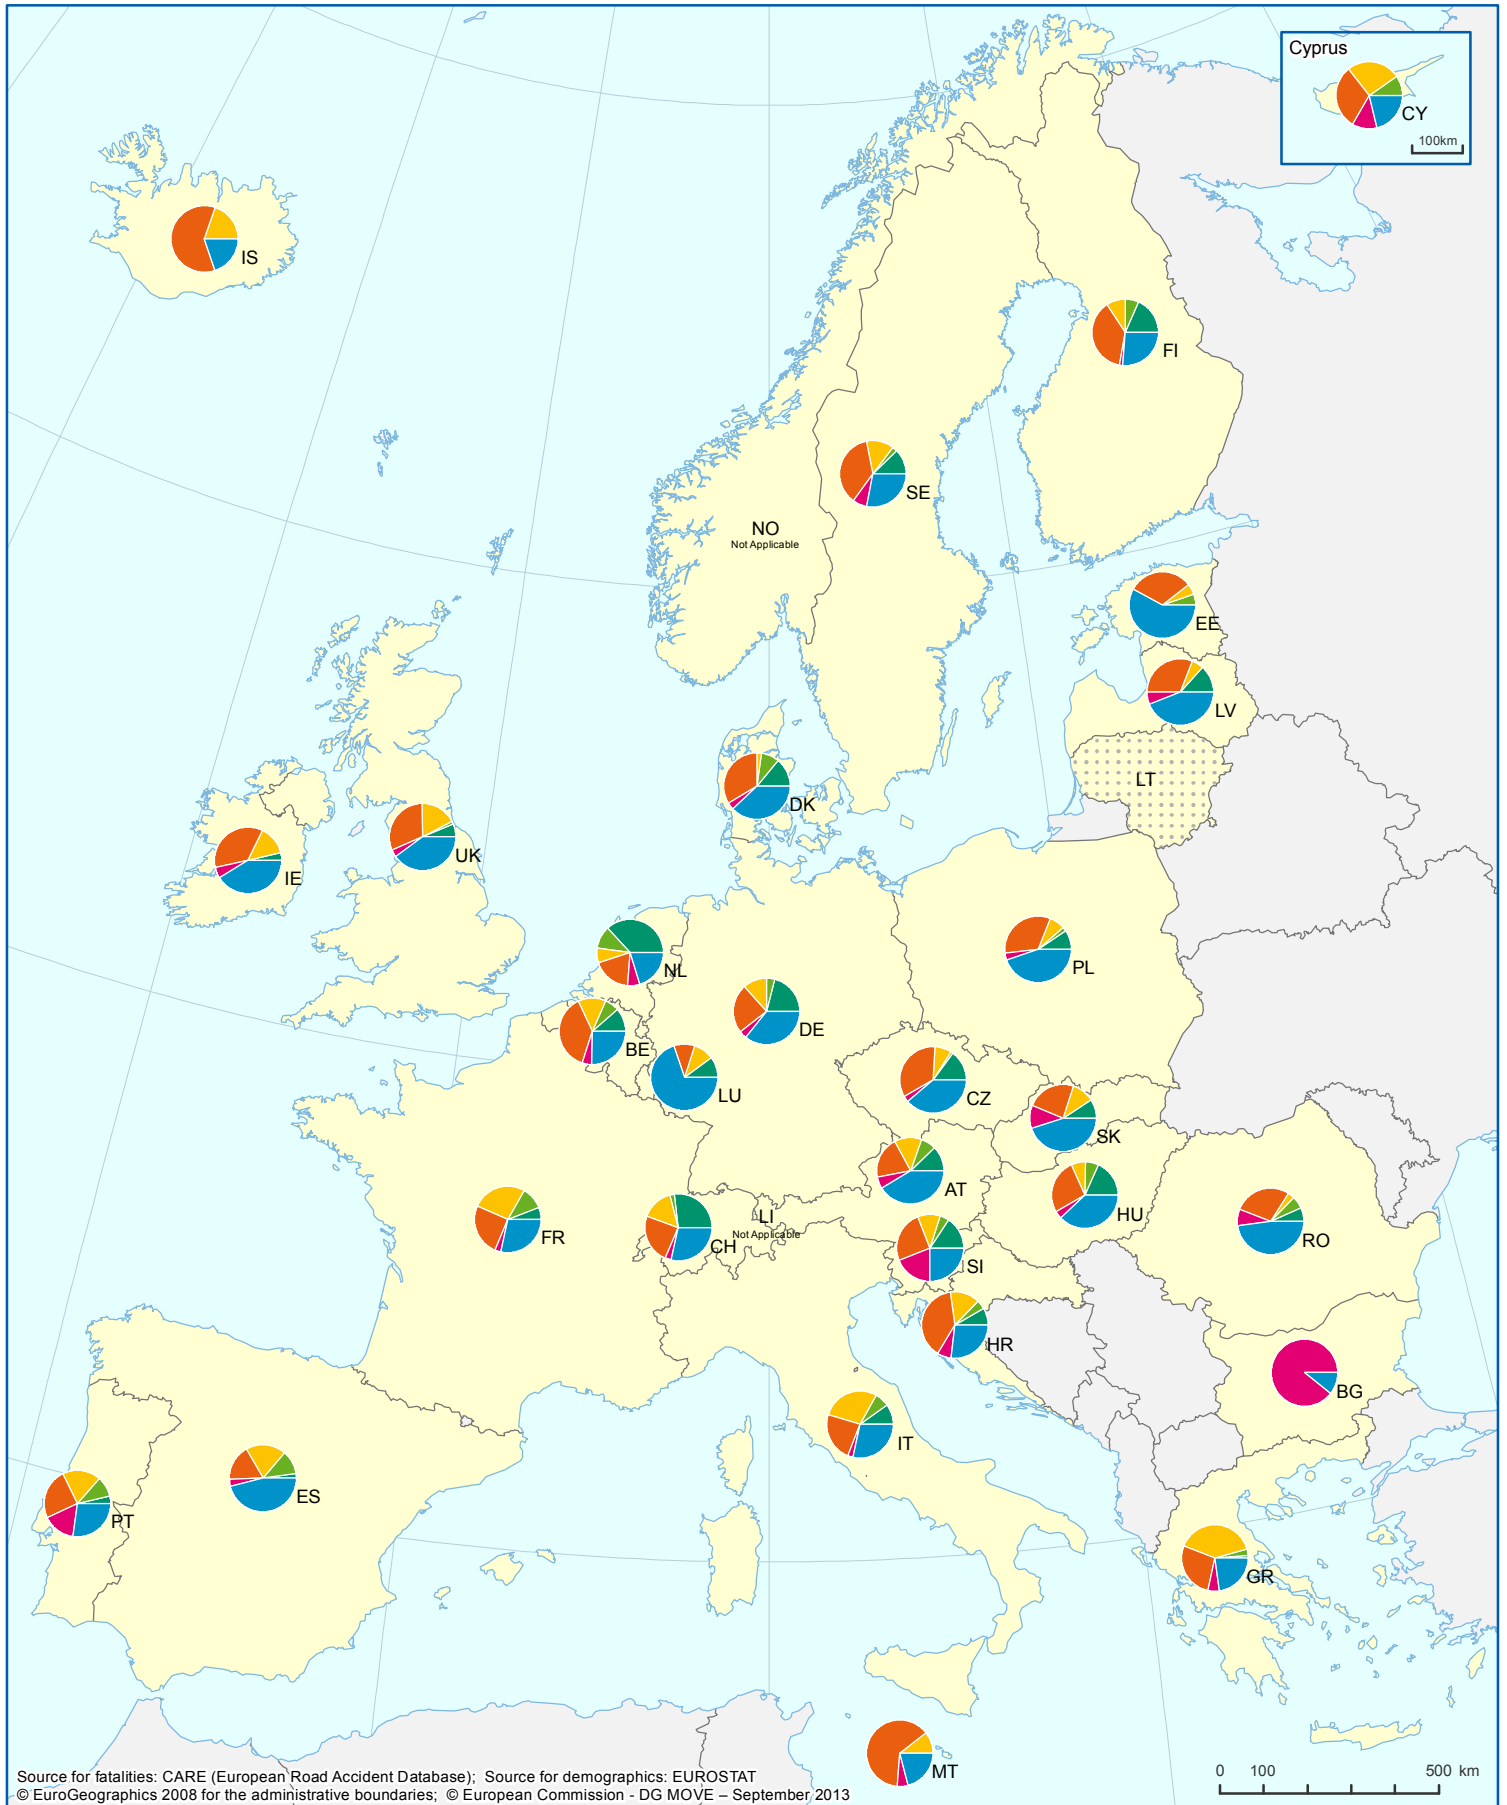 Cyprus
CY
100km
IS
FI
SE
NO
Not Applicable
EE
LV
LT
DK
UK
IE
NL
PL
DE
BE
LU
CZ
SK
AT
HU
LI
Not Applicable
FR
CH
RO
SI
HR
BG
IT
ES
PT
GR
MT
0 100 500 km
Source for fatalities: CARE (European Road Accident Database); Source for demographics: EUROSTAT
© EuroGeographics 2008 for the administrative boundaries; © European Commission - DG MOVE – September 2013